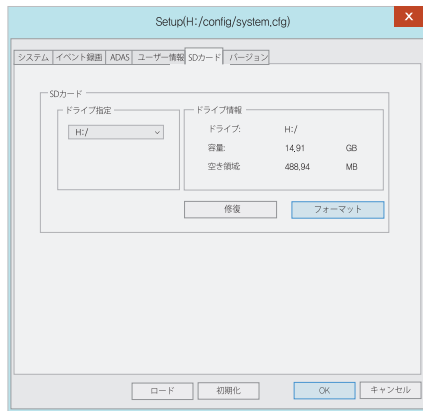 Setup(H:/config/system,cfg)
x
システム イベント録画 ADAS ユーザー情報 SDカード バージョン
SDカード
ドライブ指定
H:/
ドライブ情報
ドライブ: H:/
容量: 14,91 GB
空き領域: 488,94 MB
修復 フォーマット
ロード 初期化 OK キャンセル